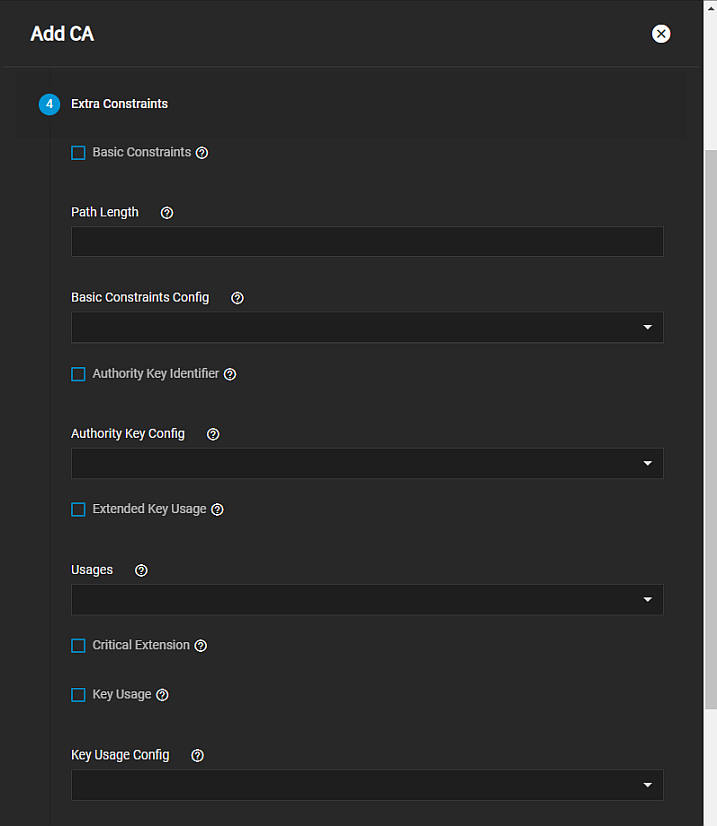 Add CA
4 Extra Constraints
Basic Constraints
Path Length
Basic Constraints Config
Authority Key Identifier
Authority Key Config
Extended Key Usage
Usages
Critical Extension
Key Usage
Key Usage Config